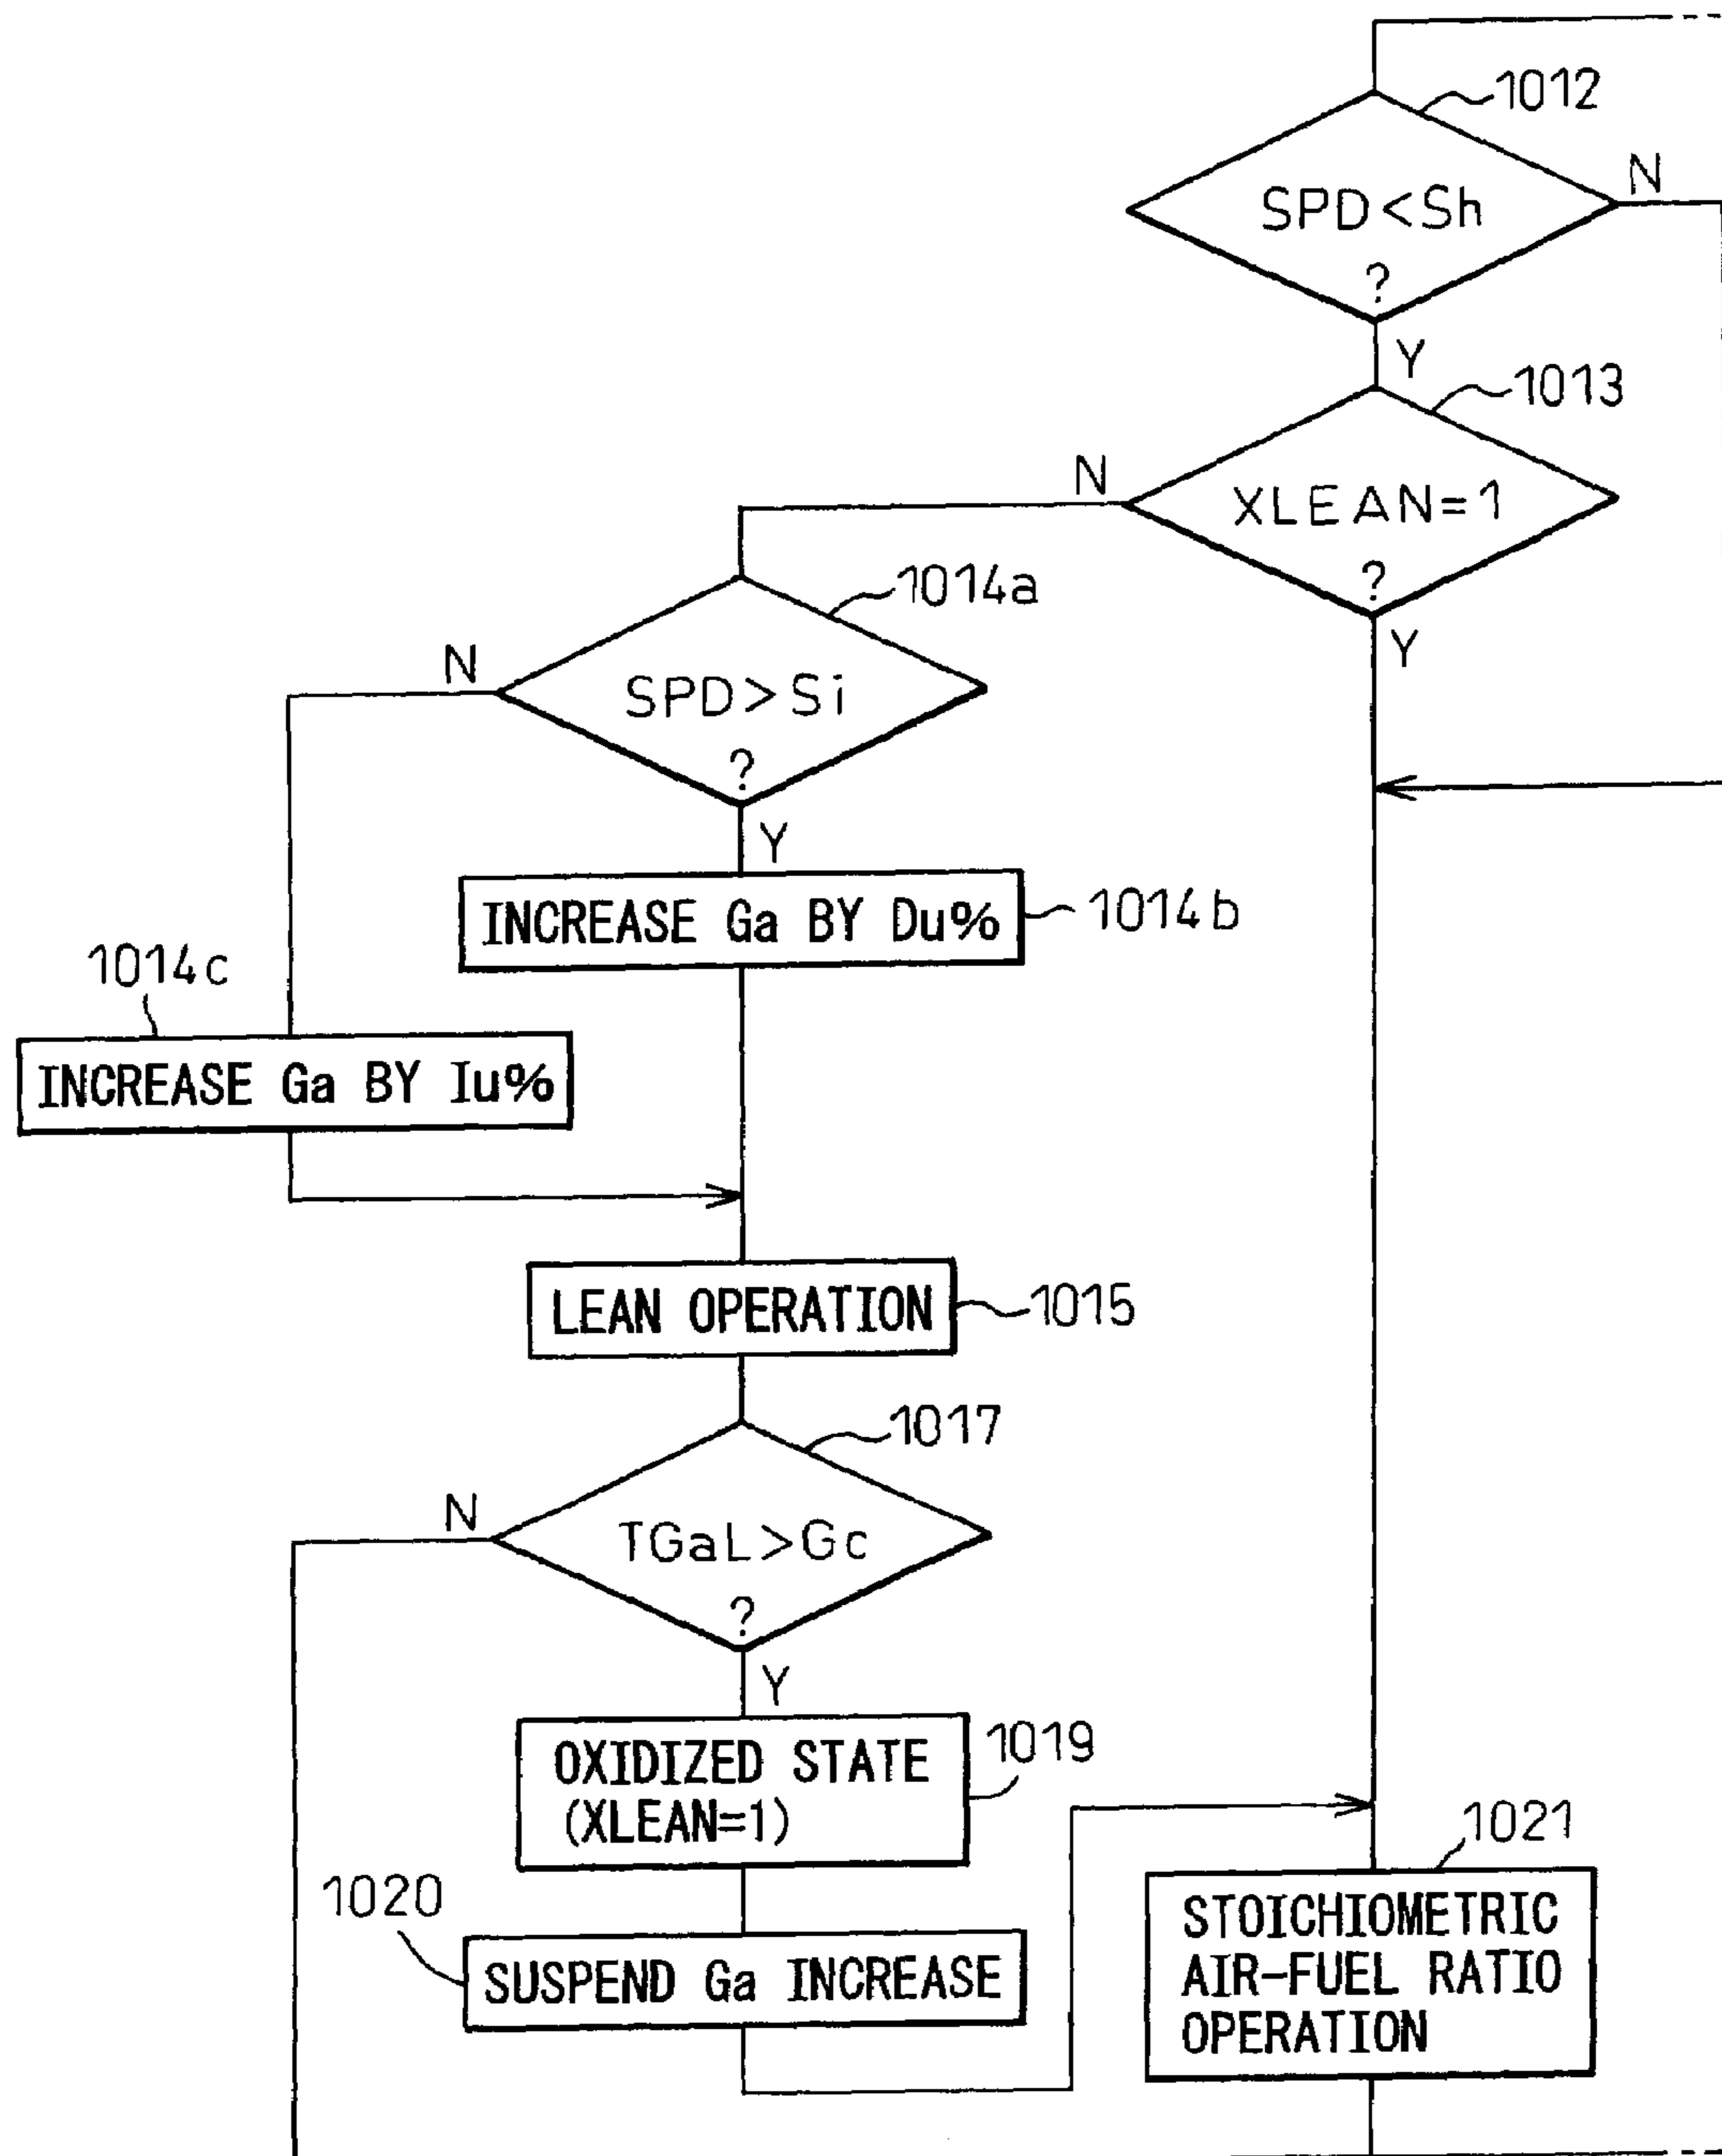 1012
N
SPD<Sh
?
Y
1013
N
XLEAN=1
?
Y
1014a
N
SPD>Si
?
Y
INCREASE Ga BY Du%
1014b
1014c
INCREASE Ga BY Iu%
LEAN OPERATION
1015
1017
N
TGaL>Gc
?
Y
OXIDIZED STATE
(XLEAN=1)
1019
1020
SUSPEND Ga INCREASE
1021
STOICHIOMETRIC
AIR-FUEL RATIO
OPERATION